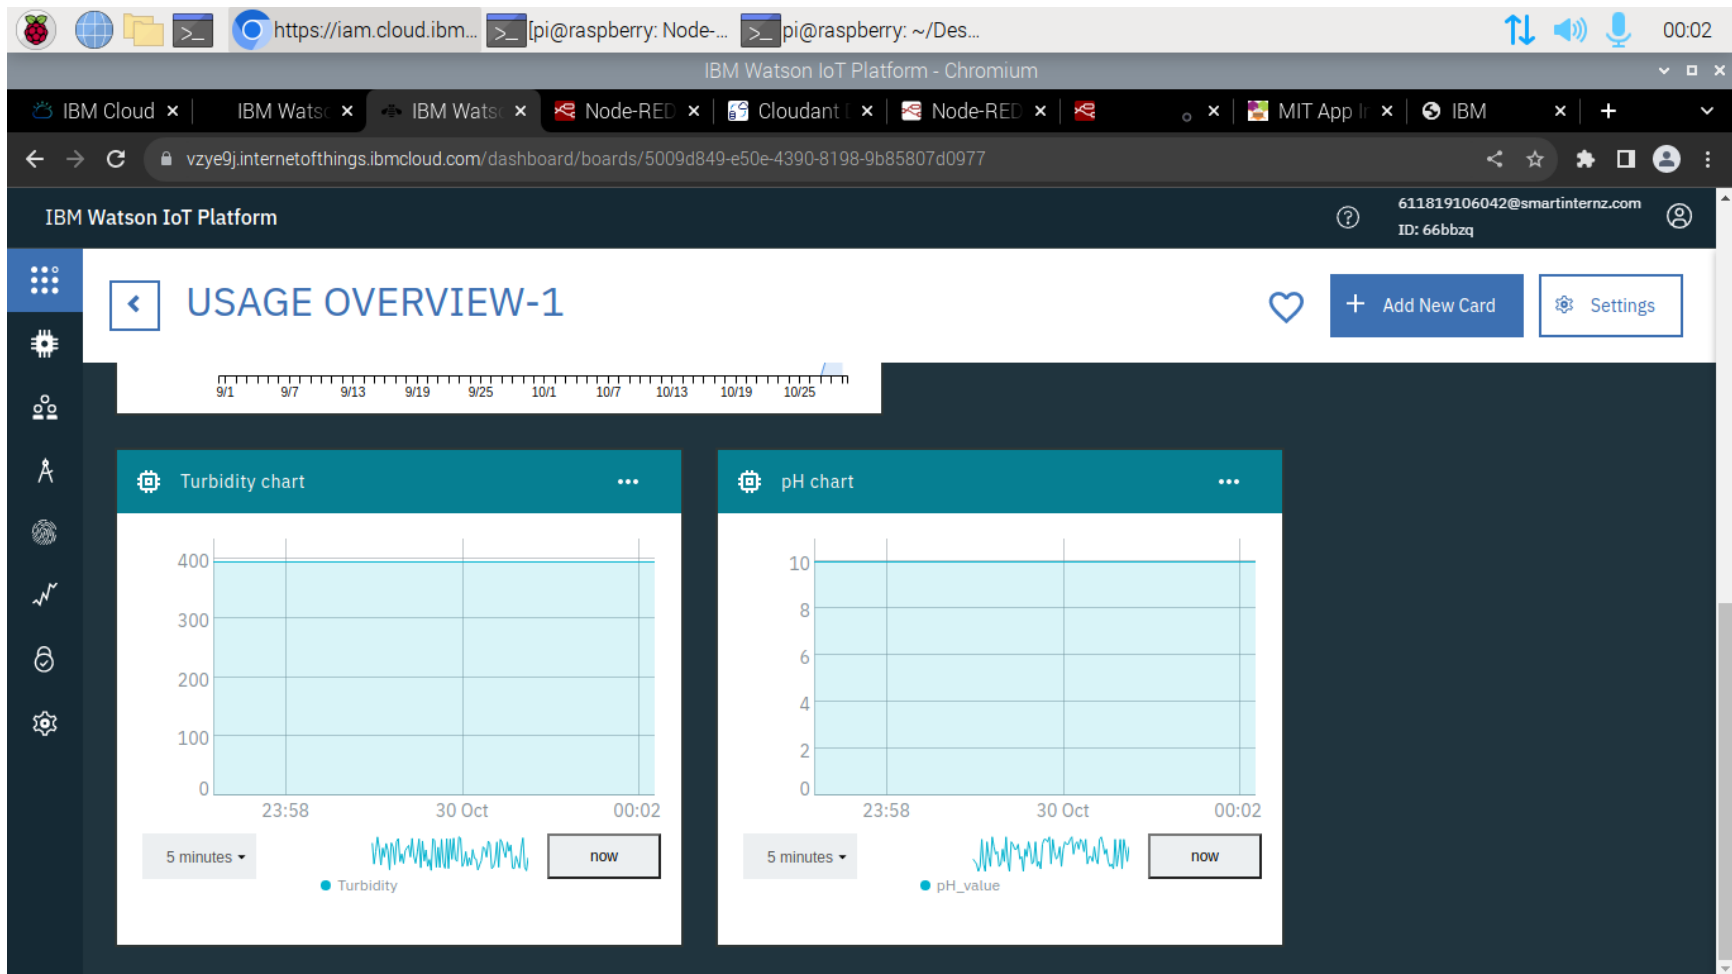 https://iam.cloud.ibm... [pi@raspberry: Node-... pi@raspberry: ~/Des... 00:02
IBM Watson IoT Platform - Chromium
IBM Cloud IBM Wats IBM Wats Node-RED Cloudant Node-RED MIT App In IBM
vzye9j.internetofthings.ibmcloud.com/dashboard/boards/5009d849-e50e-4390-8198-9b85807d0977
IBM Watson IoT Platform
611819106042@smartinternz.com
ID: 66bbzq
USAGE OVERVIEW-1
+ Add New Card
Settings
9/1 9/7 9/13 9/19 9/25 10/1 10/7 10/13 10/19 10/25
Turbidity chart
400
300
200
100
0
23:58 30 Oct 00:02
5 minutes
now
Turbidity
pH chart
10
8
6
4
2
0
23:58 30 Oct 00:02
5 minutes
now
pH_value